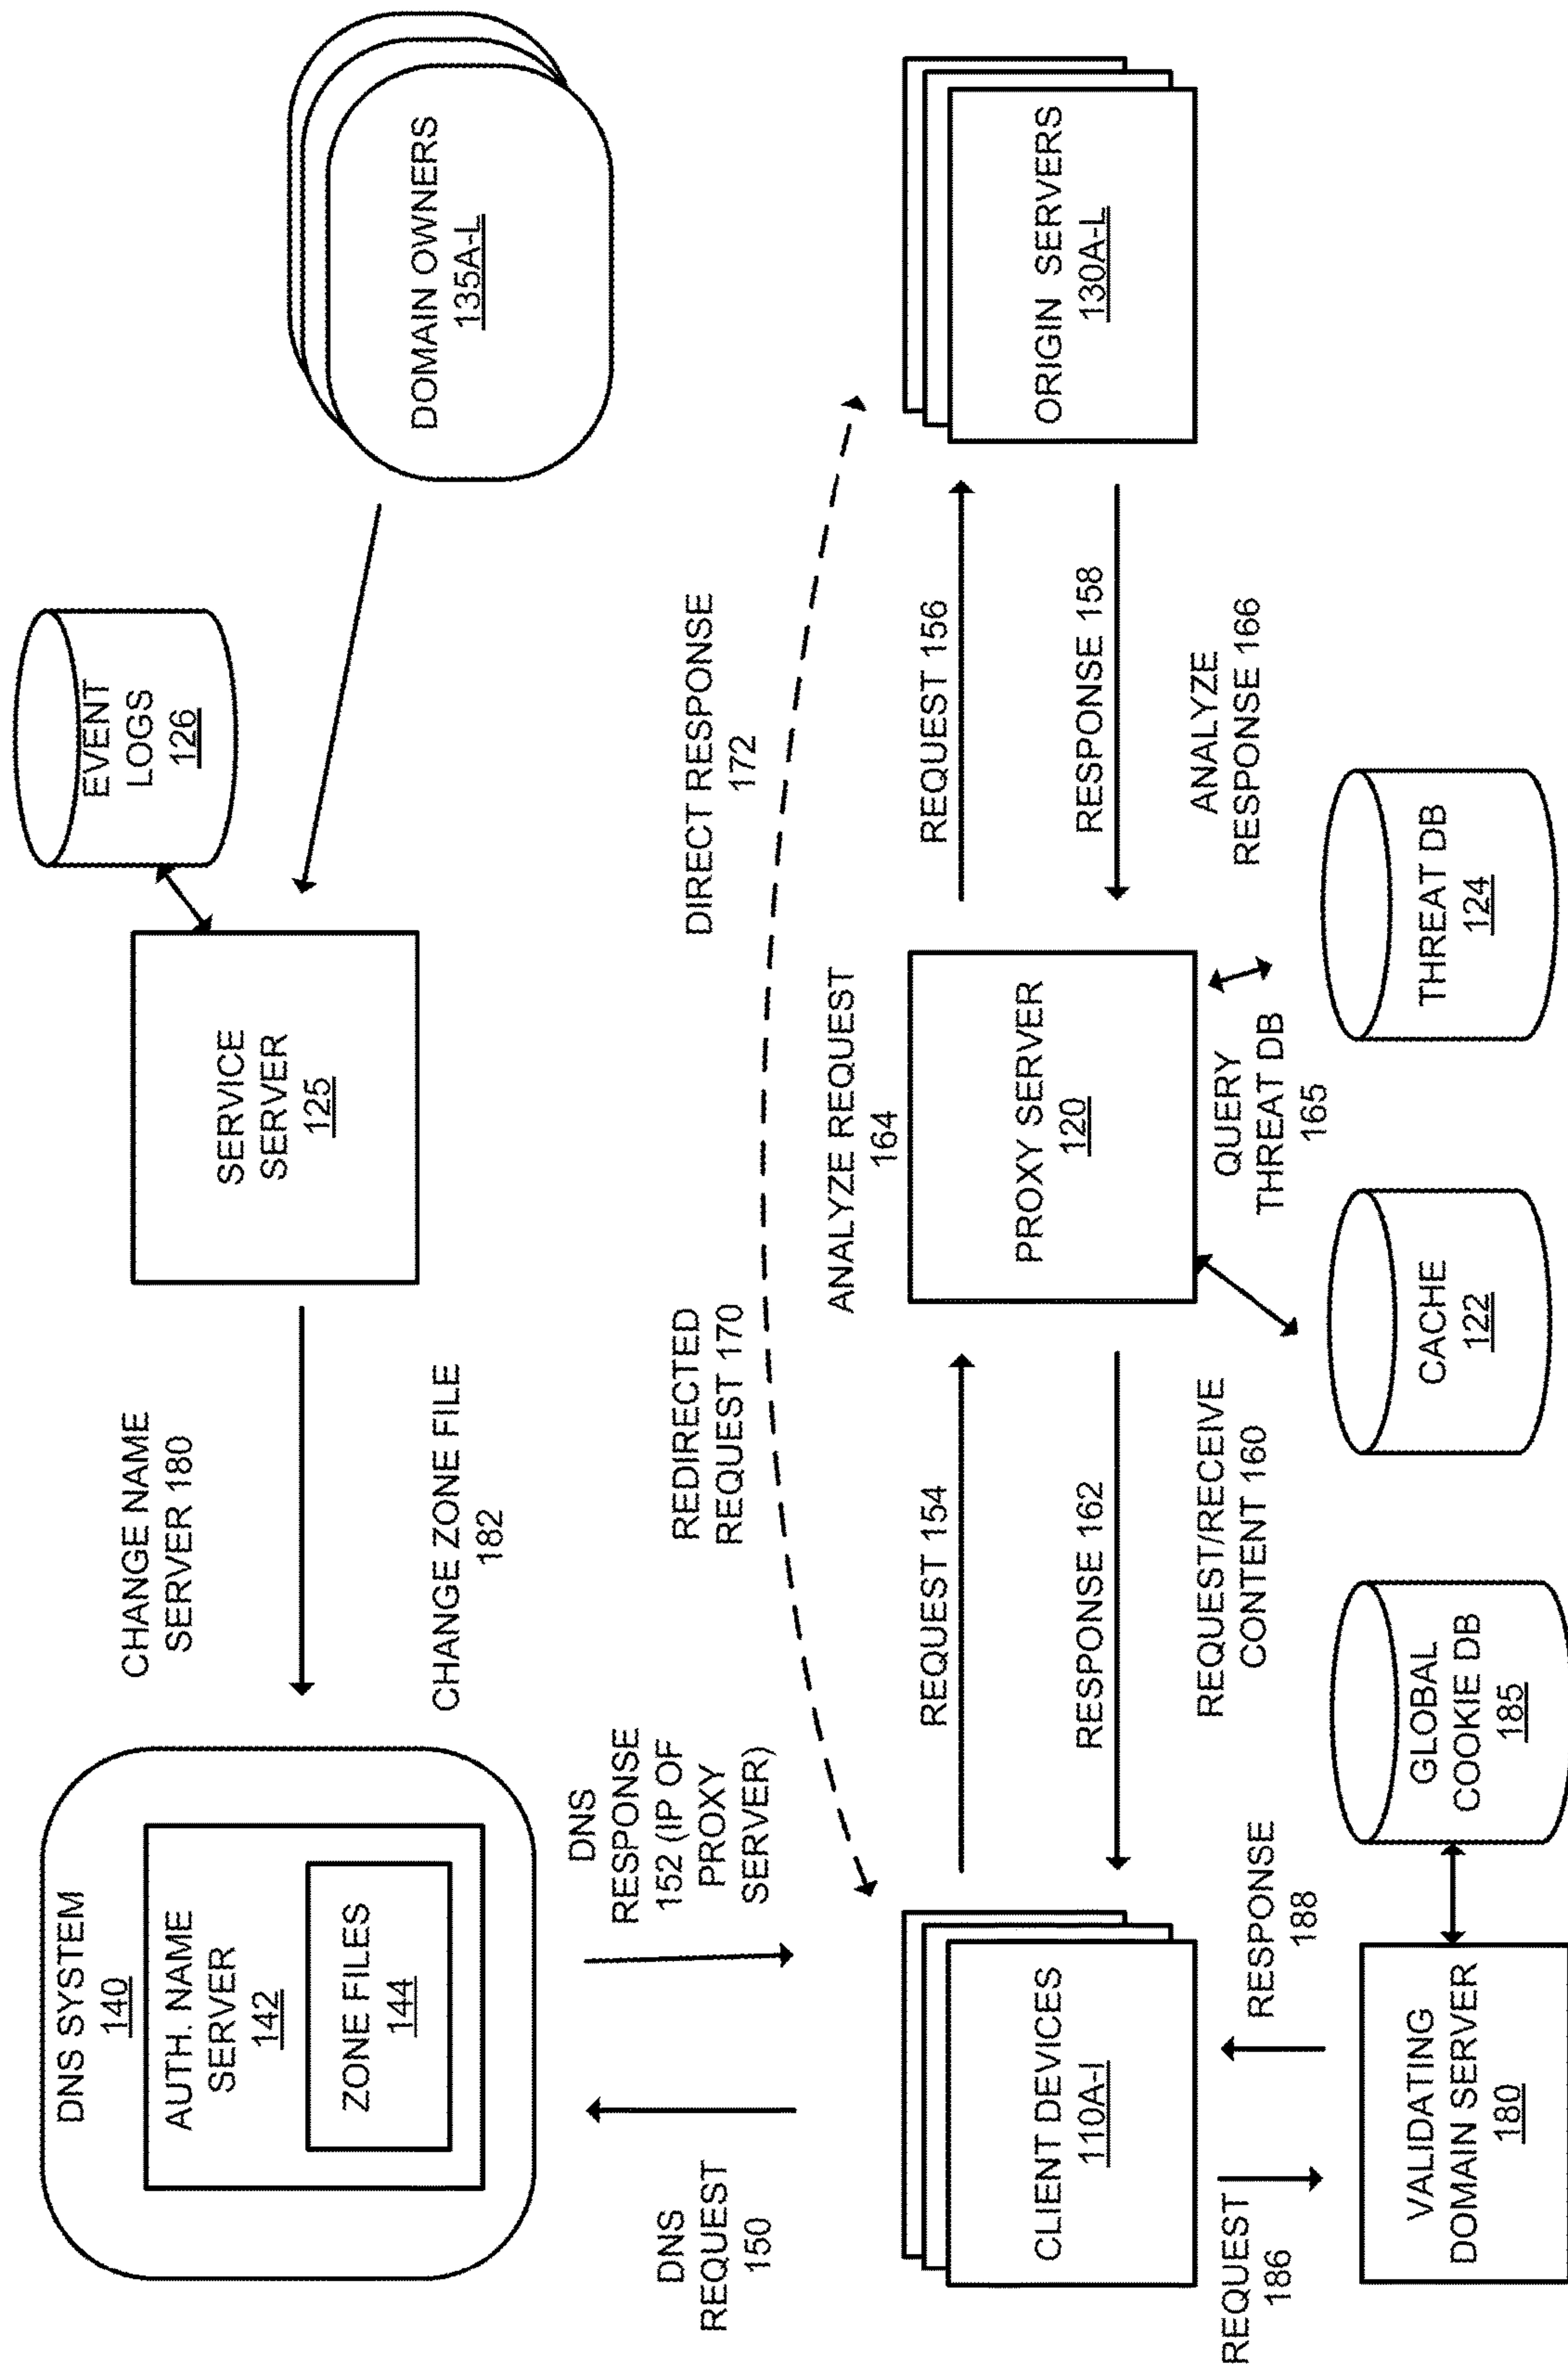 DNS SYSTEM
140
AUTH. NAME
SERVER
142
ZONE FILES
144
CHANGE NAME
SERVER 180
CHANGE ZONE FILE
182
SERVICE
SERVER
125
EVENT
LOGS
126
DOMAIN OWNERS
135A-L
DNS
REQUEST
150
DNS
RESPONSE
152 (IP OF
PROXY
SERVER)
REDIRECTED
REQUEST 170
DIRECT RESPONSE
172
ANALYZE REQUEST
164
CLIENT DEVICES
110A-I
REQUEST 154
RESPONSE 162
PROXY SERVER
120
REQUEST 156
RESPONSE 158
ORIGIN SERVERS
130A-L
REQUEST
186
RESPONSE
188
REQUEST/RECEIVE
CONTENT 160
QUERY
THREAT DB
165
ANALYZE
RESPONSE 166
VALIDATING
DOMAIN SERVER
180
GLOBAL
COOKIE DB
185
CACHE
122
THREAT DB
124